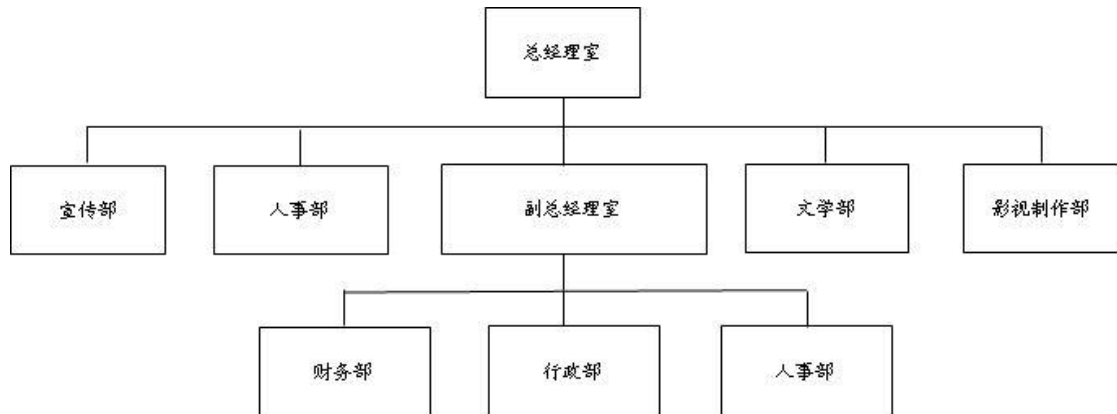 总经理室
宣传部
人事部
副总经理室
文学部
影视制作部
财务部
行政部
人事部